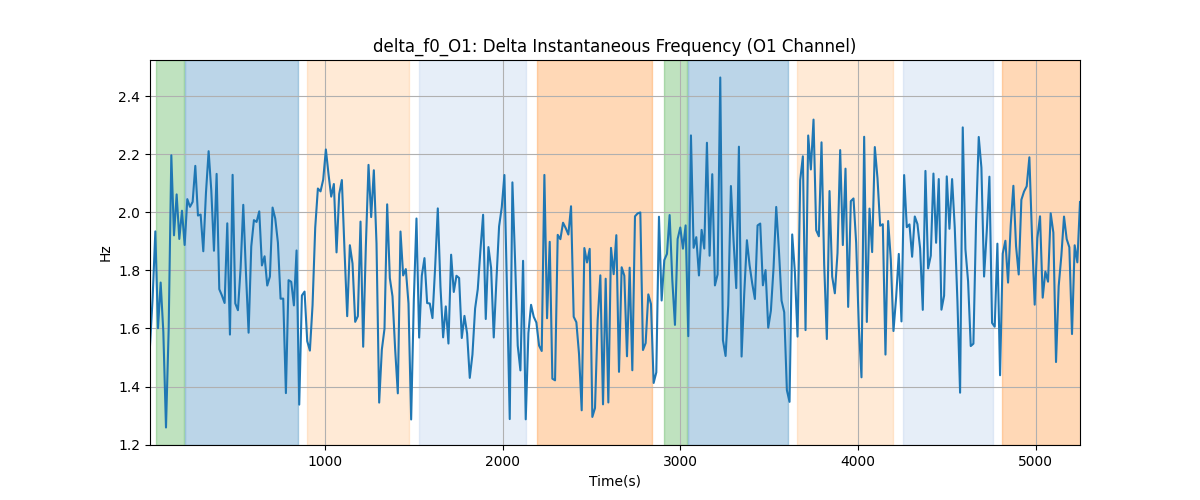 delta_f0_O1: Delta Instantaneous Frequency (O1 Channel)
Hz
2.4
2.2
2.0
1.8
1.6
1.4
1.2
1000 2000 3000 4000 5000
Time(s)